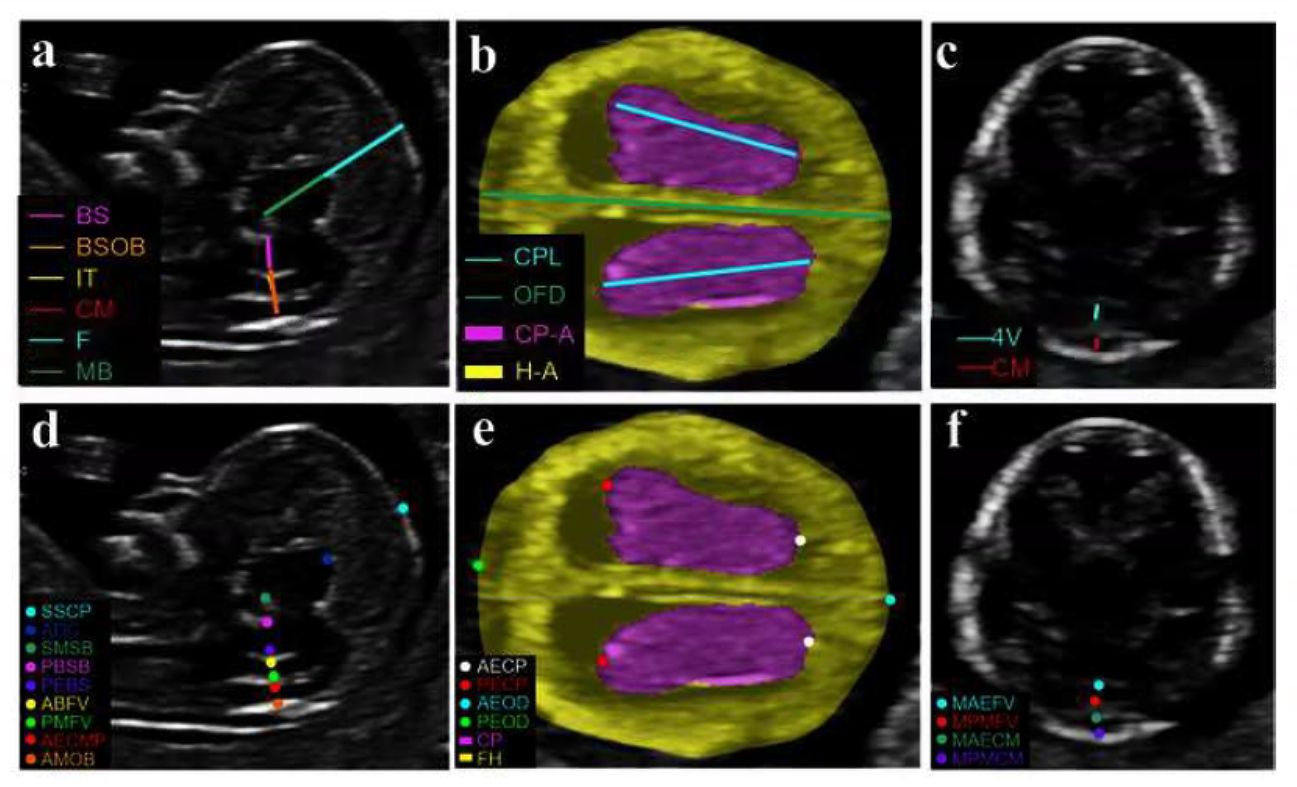 a
BS
BSOB
IT
CM
F
MB
b
CPL
OFD
CP-A
H-A
c
4V
CM
d
SSCP
ADC
SMSB
PBSB
PEBS
ABFV
PMFV
AECMP
AMOB
e
AECP
PECP
AEOD
PEOD
CP
FH
f
MAEFV
MPMFV
MAECM
MPMCM